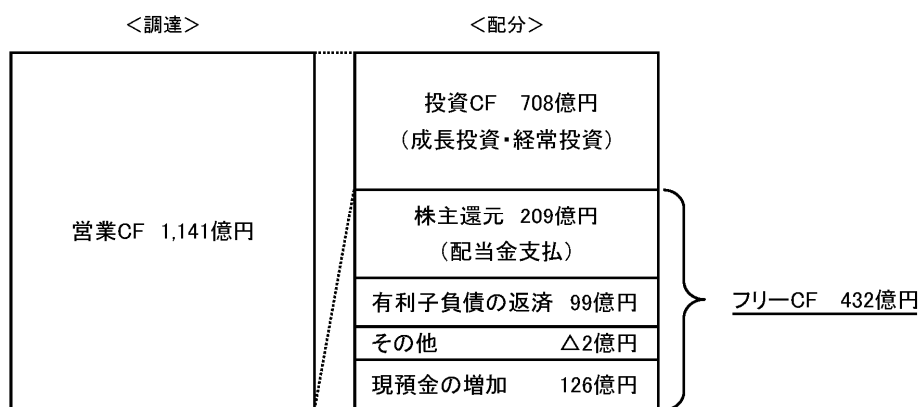 ＜調達＞
＜配分＞
営業CF 1,141億円
投資CF 708億円
（成長投資・経常投資）
株主還元 209億円
（配当金支払）
有利子負債の返済 99億円
その他 △2億円
現預金の増加 126億円
フリーCF 432億円